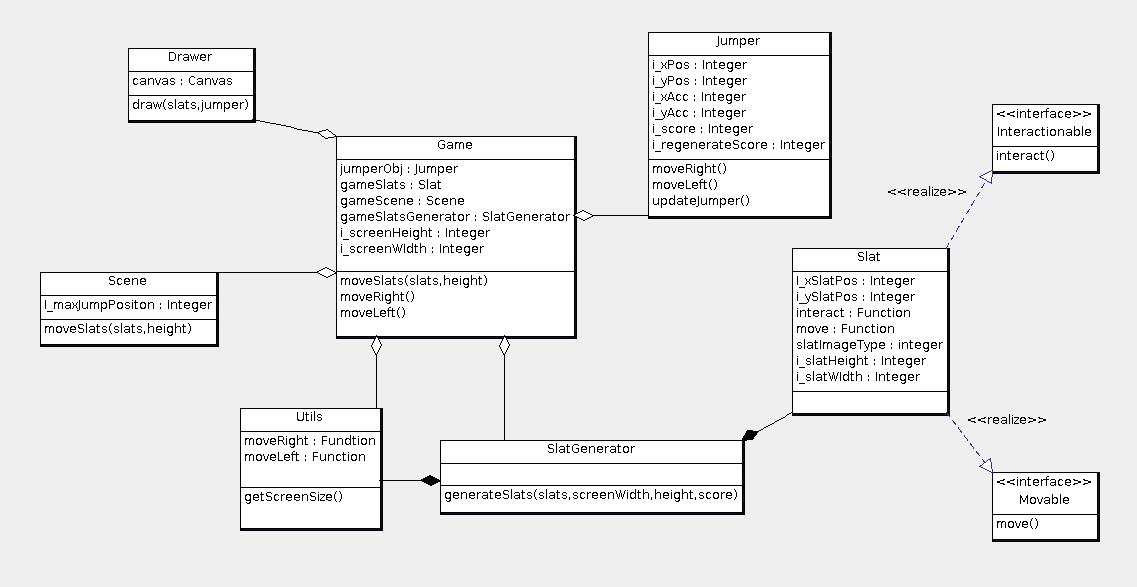 Drawer
canvas : Canvas
draw(slats,jumper)
Jumper
i_xPos : Integer
i_yPos : Integer
i_xAcc : Integer
i_yAcc : Integer
i_score : Integer
i_regenerateScore : Integer
moveRight()
moveLeft()
updateJumper()
<<interface>>
Interactionable
interact()
Game
jumperObj : Jumper
gameSlats : Slat
gameScene : Scene
gameSlatsGenerator : SlatGenerator
i_screenHeight : Integer
i_screenWIdth : Integer
moveSlats(slats,height)
moveRight()
moveLeft()
<<realize>>
Scene
I_maxJumpPositon : Integer
moveSlats(slats,height)
Slat
I_xSlatPos : Integer
i_ySlatPos : Integer
interact : Function
move : Function
slatImageType : integer
i_slatHeight : Integer
i_slatWIdth : Integer
<<realize>>
Utils
moveRight : Fundtion
moveLeft : Function
getScreenSize()
SlatGenerator
generateSlats(slats,screenWidth,height,score)
<<interface>>
Movable
move()